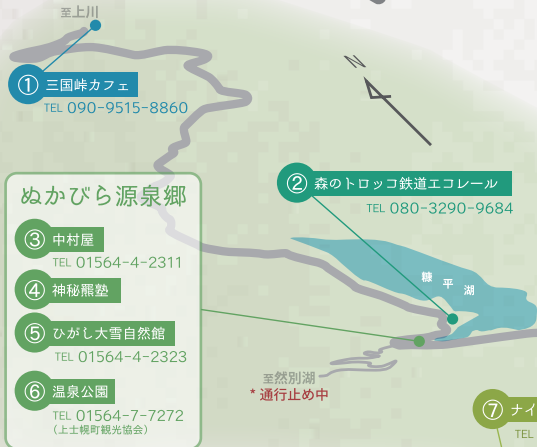 至上川
① 三国峠カフェ
TEL 090-9515-8860
N
② 森のトロッコ鉄道エコレール
TEL 080-3290-9684
ぬかびら源泉郷
③ 中村屋
TEL 01564-4-2311
④ 神秘羆塾
⑤ ひがし大雪自然館
TEL 01564-4-2323
⑥ 温泉公園
TEL 01564-7-7272
(上士幌町観光協会)
糠平湖
至然別湖
* 通行止め中
⑦ ナイ
TEL